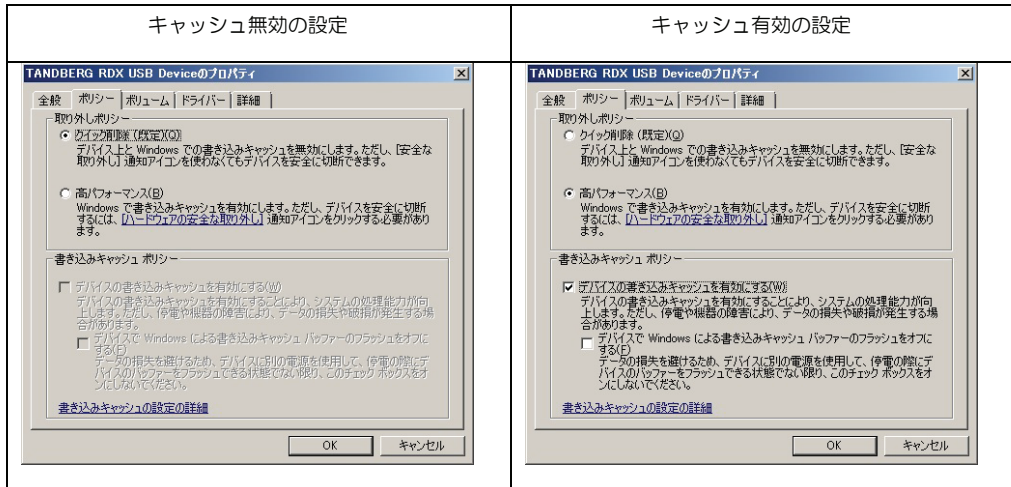 キャッシュ無効の設定
キャッシュ有効の設定
TANDBERG RDX USB Deviceのプロパティ
全般 ポリシー ボリューム ドライバー 詳細
取り外しポリシー
クイック削除 (既定)(Q)
デバイス上と Windows での書き込みキャッシュを無効にします。ただし、[安全な
取り外し] 通知アイコンを使わなくてもデバイスを安全に切断できます。
高パフォーマンス(B)
Windows で書き込みキャッシュを有効にします。ただし、デバイスを安全に切断
するには、[ハードウェアの安全な取り外し] 通知アイコンをクリックする必要があり
ます。
書き込みキャッシュ ポリシー
デバイスの書き込みキャッシュを有効にする(W)
デバイスの書き込みキャッシュを有効にすることにより、システムの処理能力が向
上します。ただし、停電や機器の障害により、データの損失や破損が発生する場
合があります。
デバイスで Windows による書き込みキャッシュ バッファーのフラッシュをオフに
する(F)
データの損失を避けるため、デバイスに別の電源を使用して、停電の際にデ
バイスのバッファーをフラッシュできる状態でない限り、このチェック ボックスをオ
ンにしないでください。
書き込みキャッシュの設定の詳細
OK キャンセル
TANDBERG RDX USB Deviceのプロパティ
全般 ポリシー ボリューム ドライバー 詳細
取り外しポリシー
クイック削除 (既定)(Q)
デバイス上と Windows での書き込みキャッシュを無効にします。ただし、[安全な
取り外し] 通知アイコンを使わなくてもデバイスを安全に切断できます。
高パフォーマンス(B)
Windows で書き込みキャッシュを有効にします。ただし、デバイスを安全に切断
するには、[ハードウェアの安全な取り外し] 通知アイコンをクリックする必要があり
ます。
書き込みキャッシュ ポリシー
デバイスの書き込みキャッシュを有効にする(W)
デバイスの書き込みキャッシュを有効にすることにより、システムの処理能力が向
上します。ただし、停電や機器の障害により、データの損失や破損が発生する場
合があります。
デバイスで Windows による書き込みキャッシュ バッファーのフラッシュをオフに
する(F)
データの損失を避けるため、デバイスに別の電源を使用して、停電の際にデ
バイスのバッファーをフラッシュできる状態でない限り、このチェック ボックスをオ
ンにしないでください。
書き込みキャッシュの設定の詳細
OK キャンセル